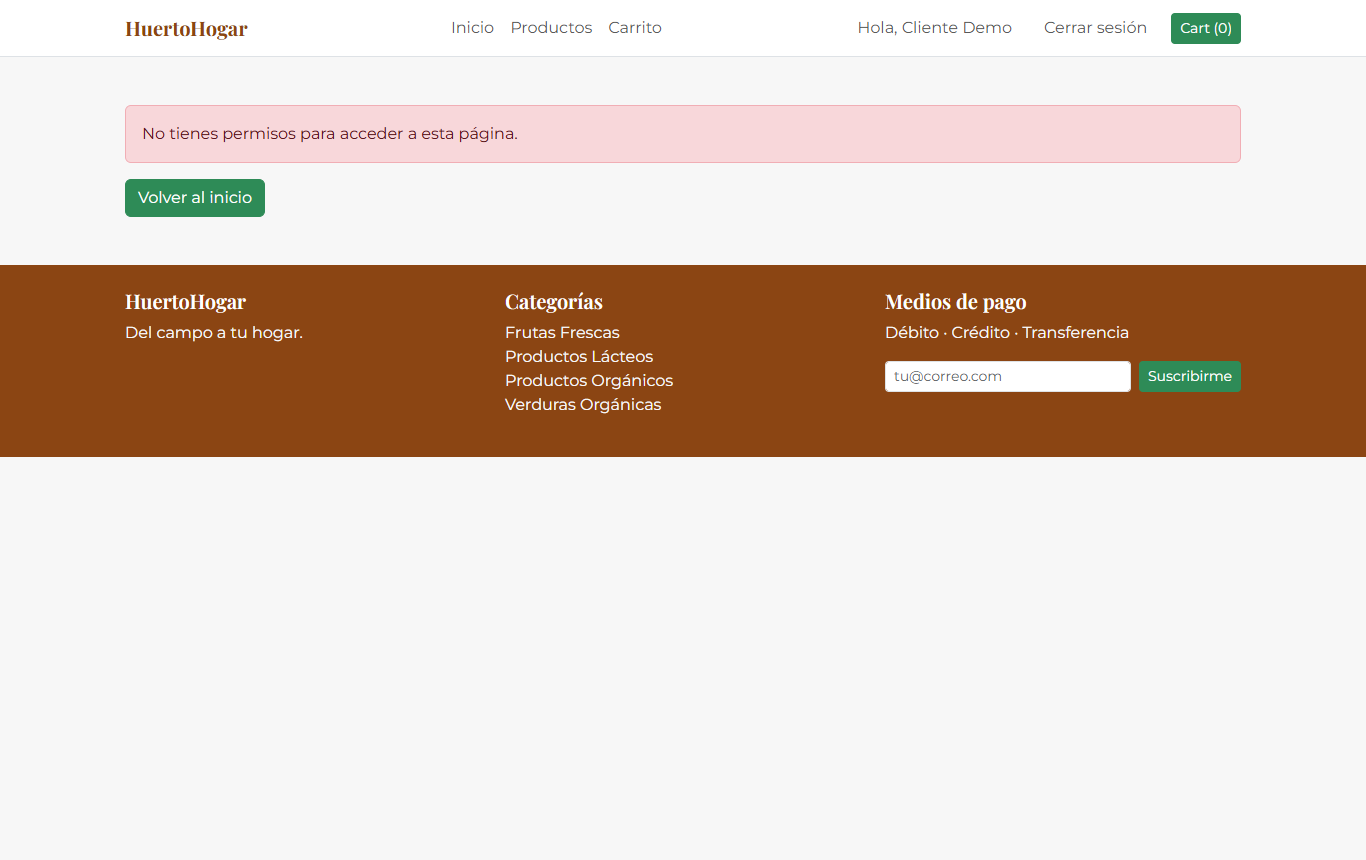 HuertoHogar
Inicio Productos Carrito
Hola, Cliente Demo Cerrar sesión Cart (0)
No tienes permisos para acceder a esta página.
Volver al inicio
HuertoHogar
Del campo a tu hogar.
Categorías
Frutas Frescas
Productos Lácteos
Productos Orgánicos
Verduras Orgánicas
Medios de pago
Débito · Crédito · Transferencia
tu@correo.com Suscribirme